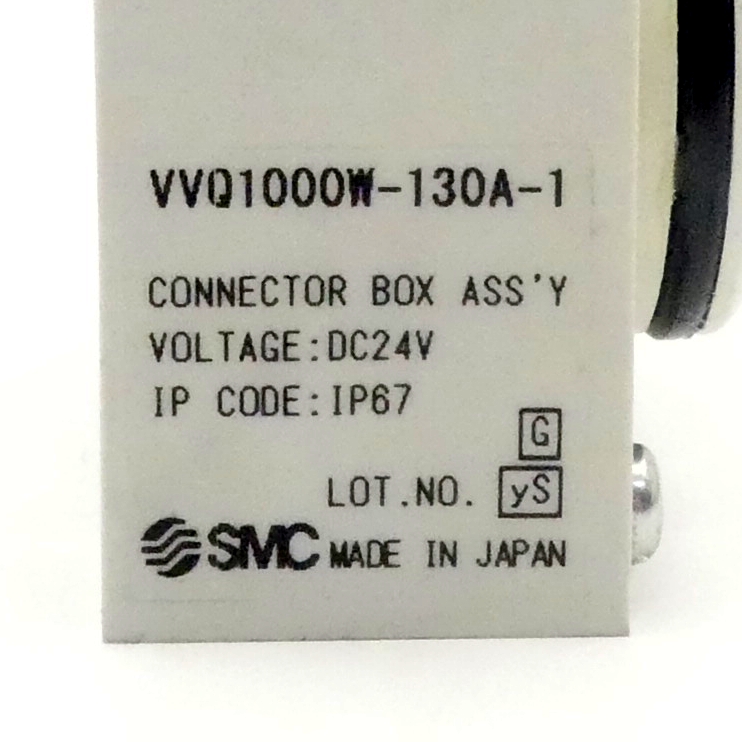 VVQ1000W-130A-1
CONNECTOR BOX ASS'Y
VOLTAGE:DC24V
IP CODE:IP67
G
LOT.NO. yS
SMC MADE IN JAPAN